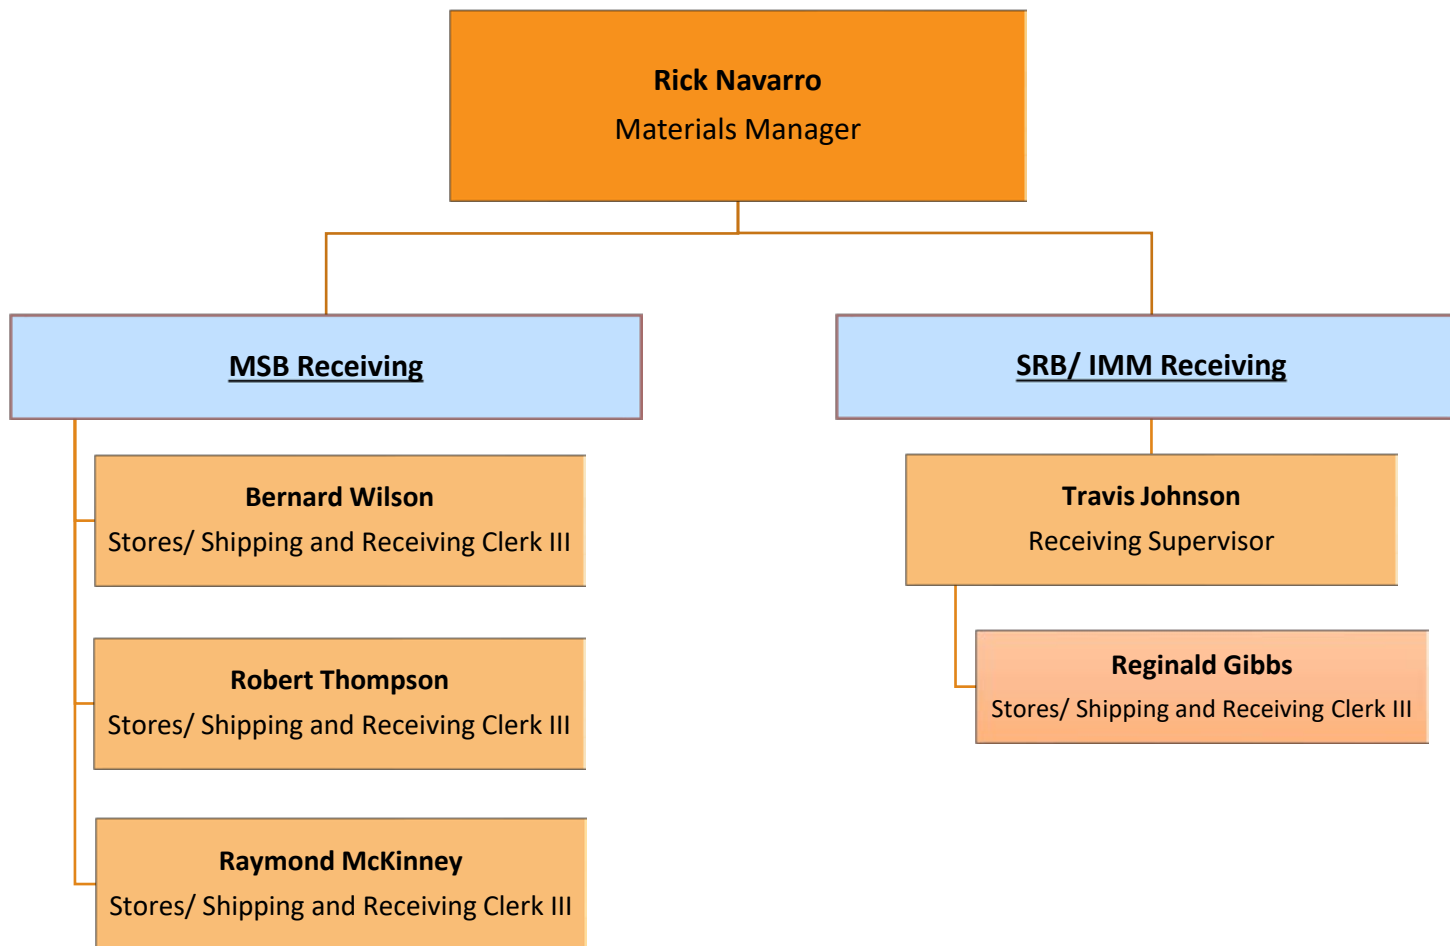 Rick Navarro
Materials Manager
MSB Receiving
Bernard Wilson
Stores/ Shipping and Receiving Clerk III
Robert Thompson
Stores/ Shipping and Receiving Clerk III
Raymond McKinney
Stores/ Shipping and Receiving Clerk III
SRB/ IMM Receiving
Travis Johnson
Receiving Supervisor
Reginald Gibbs
Stores/ Shipping and Receiving Clerk III